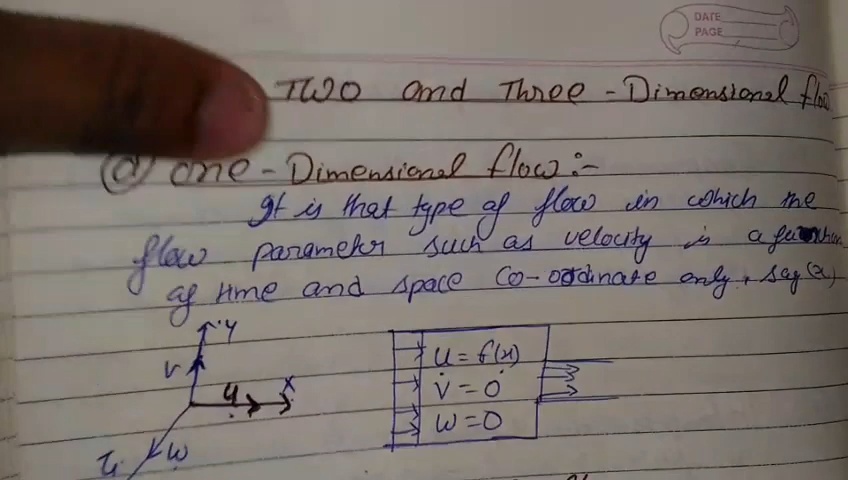 DATE
PAGE
TWO and Three - Dimensional flow
(a) one - Dimensional flow :-
It is that type of flow in which the
flow parameter such as velocity is a function
of time and space co-ordinate only, say (x)
y
v
u x
w
z
u = f(x)
v = 0
w = 0